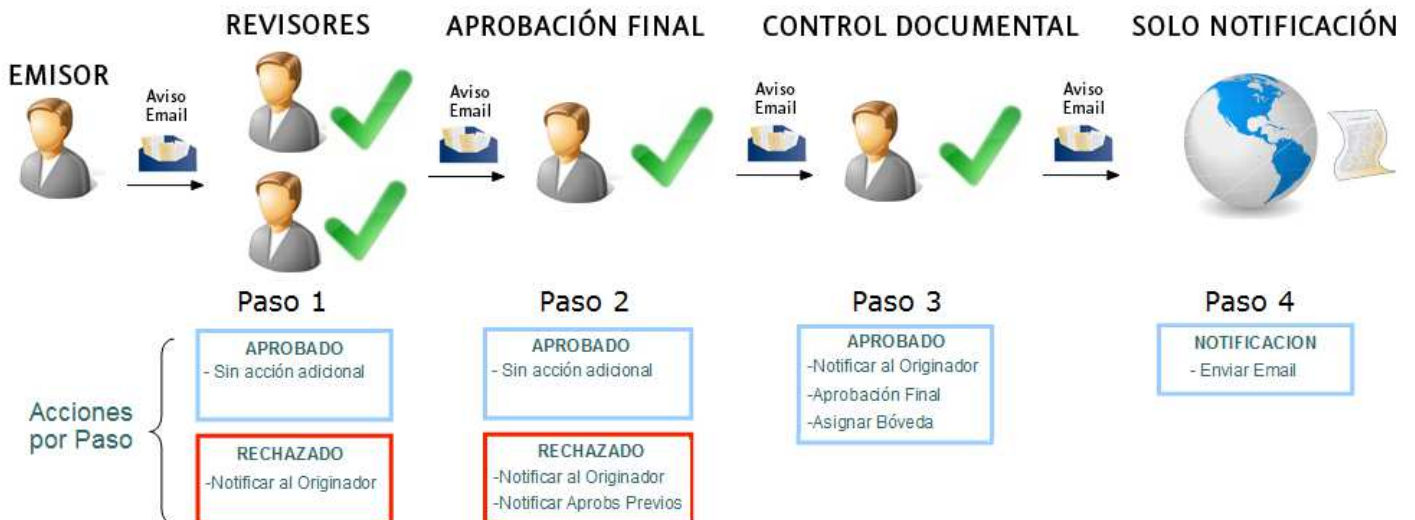 REVISORES
APROBACIÓN FINAL
CONTROL DOCUMENTAL
SOLO NOTIFICACIÓN
EMISOR
Aviso
Email
Aviso
Email
Aviso
Email
Aviso
Email
Paso 1
Paso 2
Paso 3
Paso 4
Acciones
por Paso
APROBADO
- Sin acción adicional
RECHAZADO
-Notificar al Originador
APROBADO
- Sin acción adicional
RECHAZADO
-Notificar al Originador
-Notificar Aprobs Previos
APROBADO
-Notificar al Originador
-Aprobación Final
-Asignar Bóveda
NOTIFICACION
- Enviar Email